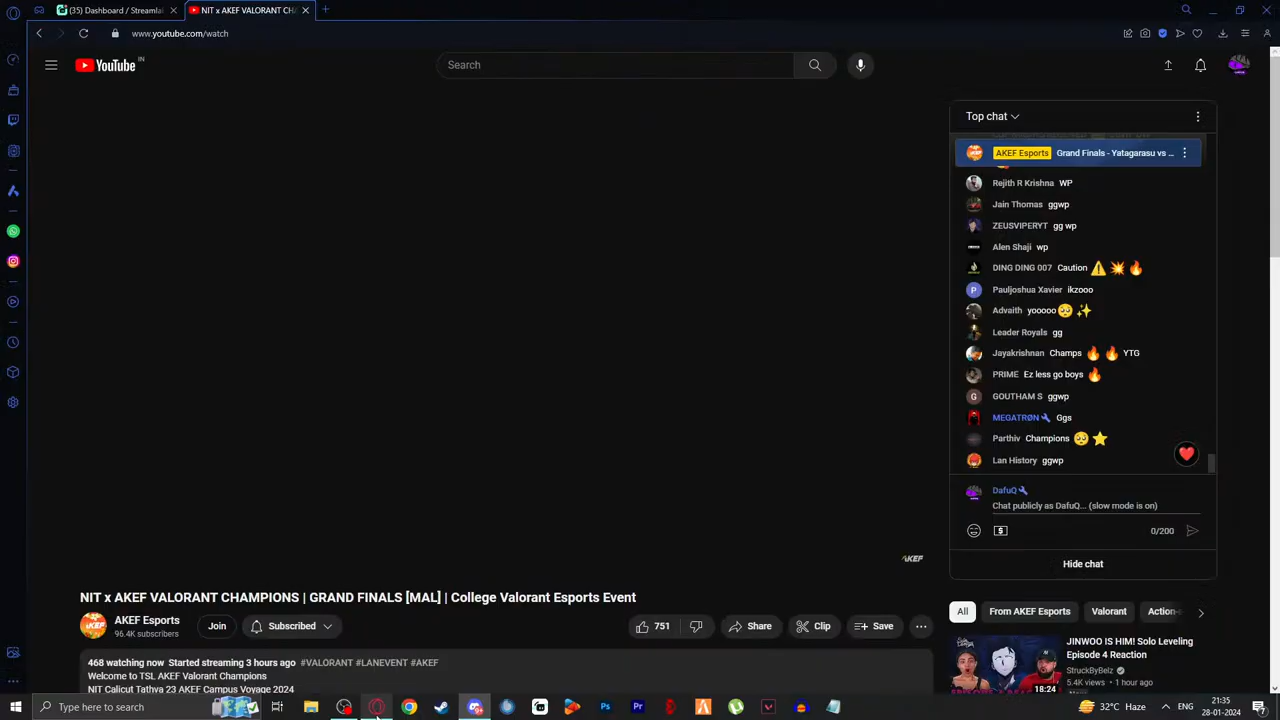 (35) Dashboard / Streamla
NIT x AKEF VALORANT CHA
www.youtube.com/watch
YouTube IN
Search
Top chat
AKEF Esports Grand Finals - Yatagarasu vs ...
Rejith R Krishna WP
Jain Thomas ggwp
ZEUSVIPERYT gg wp
Alen Shaji wp
DING DING 007 Caution ⚠️ 💥 🔥
P Pauljoshua Xavier ikzooo
Advaith yooooo 🥺 ✨
Leader Royals gg
Jayakrishnan Champs 🔥 🔥 YTG
PRIME Ez less go boys 🔥
G GOUTHAM S ggwp
MEGATRØN Ggs
Parthiv Champions 🥺 ⭐
Lan History ggwp
DafuQ
Chat publicly as DafuQ... (slow mode is on)
0/200
Hide chat
AKEF
NIT x AKEF VALORANT CHAMPIONS | GRAND FINALS [MAL] | College Valorant Esports Event
AKEF Esports
96.4K subscribers
Join
Subscribed
751
Share
Clip
Save
All
From AKEF Esports
Valorant
Action-
468 watching now Started streaming 3 hours ago #VALORANT #LANEVENT #AKEF
Welcome to TSL AKEF Valorant Champions
NIT Calicut Tathva 23 AKEF Campus Voyage 2024
JINWOO IS HIM! Solo Leveling
Episode 4 Reaction
StruckByBelz
5.4K views • 1 hour ago
18:24
Type here to search
32°C Haze
ENG
21:35
28-01-2024